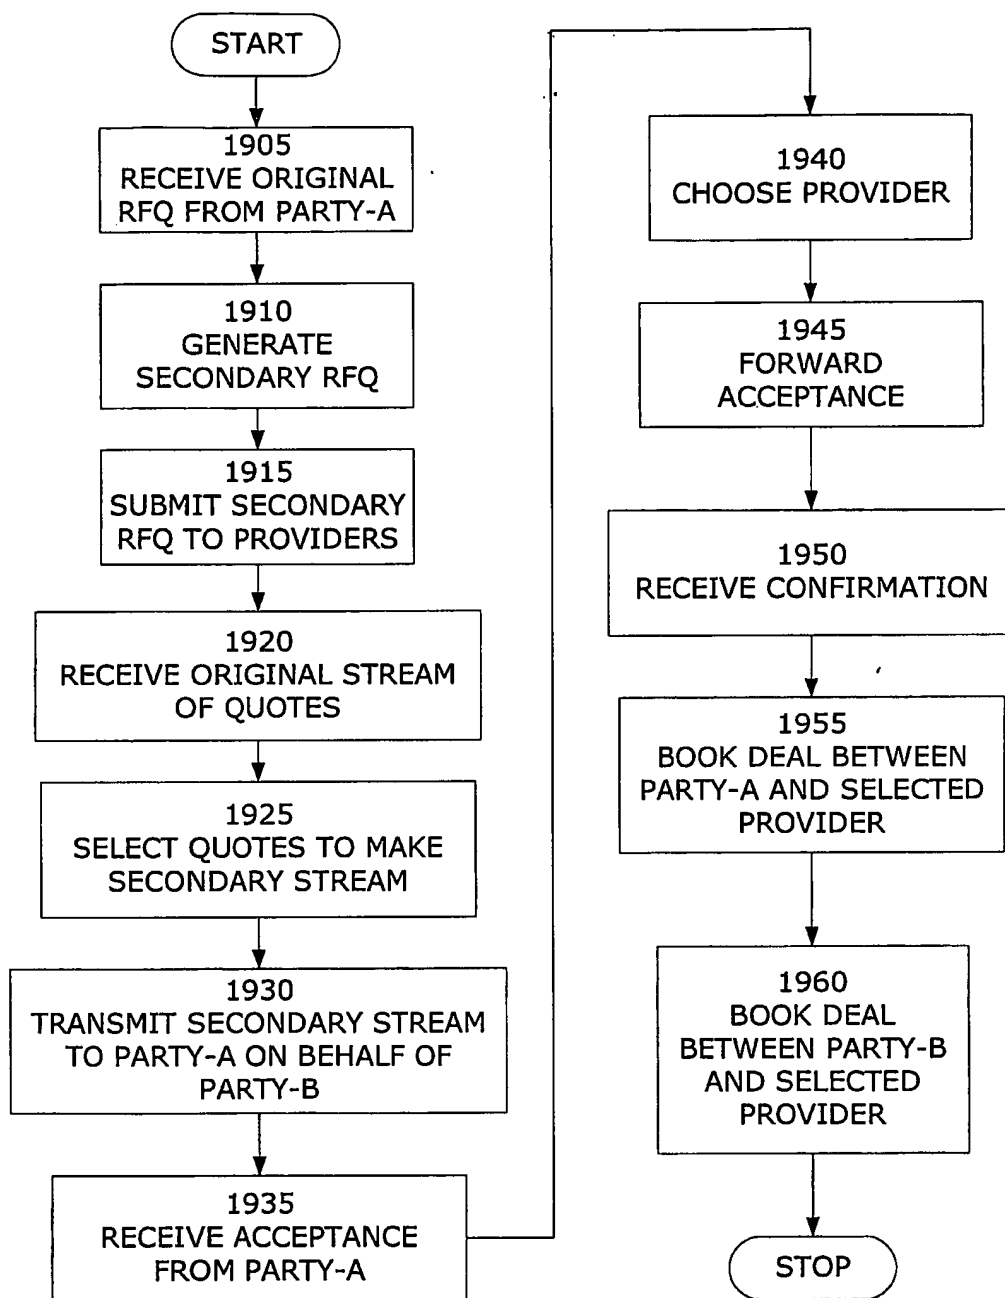 START
1905
RECEIVE ORIGINAL
RFQ FROM PARTY-A
1910
GENERATE
SECONDARY RFQ
1915
SUBMIT SECONDARY
RFQ TO PROVIDERS
1920
RECEIVE ORIGINAL STREAM
OF QUOTES
1925
SELECT QUOTES TO MAKE
SECONDARY STREAM
1930
TRANSMIT SECONDARY STREAM
TO PARTY-A ON BEHALF OF
PARTY-B
1935
RECEIVE ACCEPTANCE
FROM PARTY-A
1940
CHOOSE PROVIDER
1945
FORWARD
ACCEPTANCE
1950
RECEIVE CONFIRMATION
1955
BOOK DEAL BETWEEN
PARTY-A AND SELECTED
PROVIDER
1960
BOOK DEAL
BETWEEN PARTY-B
AND SELECTED
PROVIDER
STOP